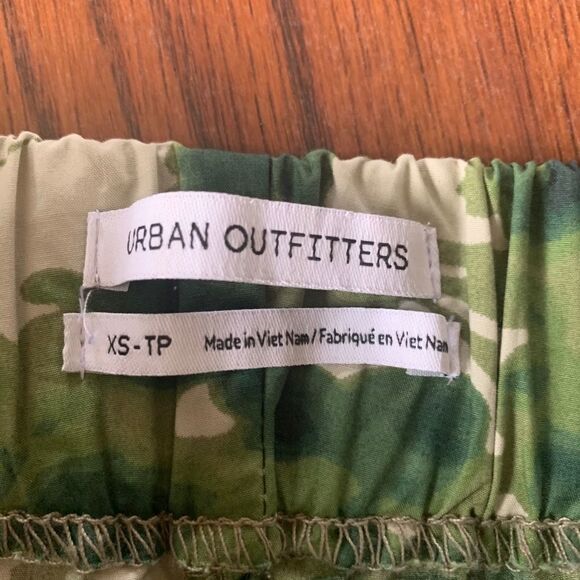 URBAN OUTFITTERS
XS-TP Made in Viet Nam / Fabriqué en Viet Nam